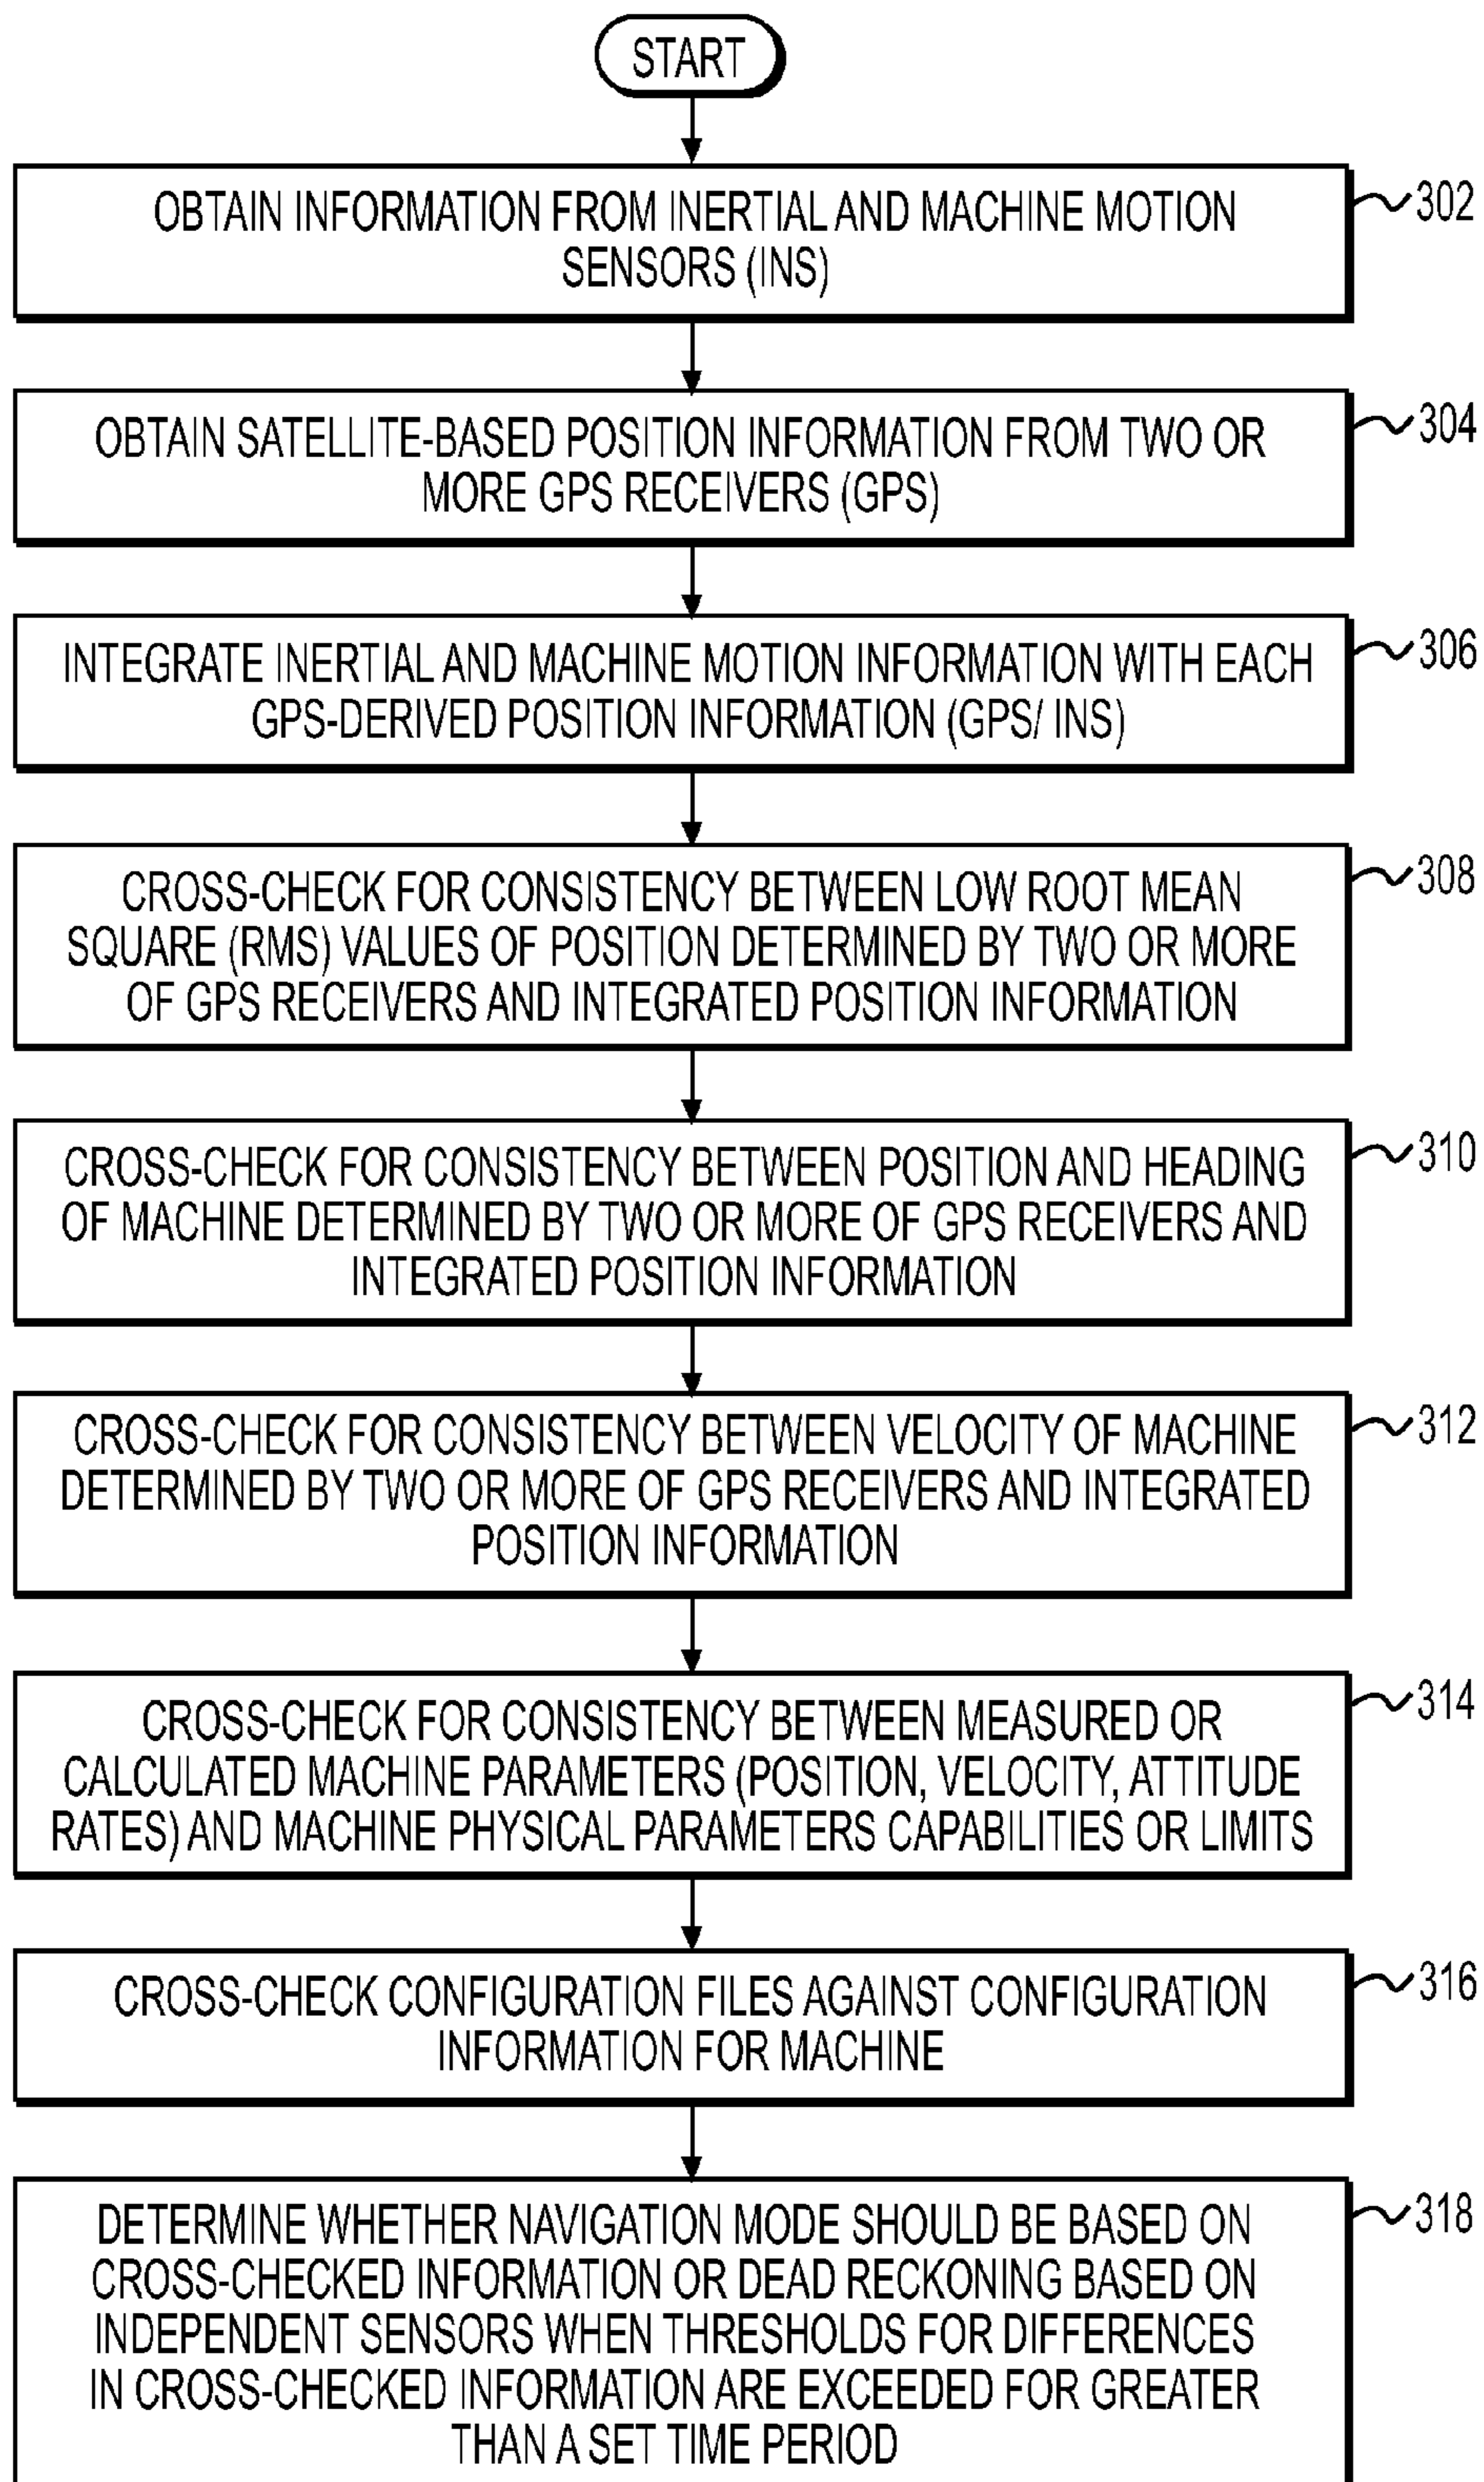 START
OBTAIN INFORMATION FROM INERTIAL AND MACHINE MOTION
SENSORS (INS)
302
OBTAIN SATELLITE-BASED POSITION INFORMATION FROM TWO OR
MORE GPS RECEIVERS (GPS)
304
INTEGRATE INERTIAL AND MACHINE MOTION INFORMATION WITH EACH
GPS-DERIVED POSITION INFORMATION (GPS/ INS)
306
CROSS-CHECK FOR CONSISTENCY BETWEEN LOW ROOT MEAN
SQUARE (RMS) VALUES OF POSITION DETERMINED BY TWO OR MORE
OF GPS RECEIVERS AND INTEGRATED POSITION INFORMATION
308
CROSS-CHECK FOR CONSISTENCY BETWEEN POSITION AND HEADING
OF MACHINE DETERMINED BY TWO OR MORE OF GPS RECEIVERS AND
INTEGRATED POSITION INFORMATION
310
CROSS-CHECK FOR CONSISTENCY BETWEEN VELOCITY OF MACHINE
DETERMINED BY TWO OR MORE OF GPS RECEIVERS AND INTEGRATED
POSITION INFORMATION
312
CROSS-CHECK FOR CONSISTENCY BETWEEN MEASURED OR
CALCULATED MACHINE PARAMETERS (POSITION, VELOCITY, ATTITUDE
RATES) AND MACHINE PHYSICAL PARAMETERS CAPABILITIES OR LIMITS
314
CROSS-CHECK CONFIGURATION FILES AGAINST CONFIGURATION
INFORMATION FOR MACHINE
316
DETERMINE WHETHER NAVIGATION MODE SHOULD BE BASED ON
CROSS-CHECKED INFORMATION OR DEAD RECKONING BASED ON
INDEPENDENT SENSORS WHEN THRESHOLDS FOR DIFFERENCES
IN CROSS-CHECKED INFORMATION ARE EXCEEDED FOR GREATER
THAN A SET TIME PERIOD
318